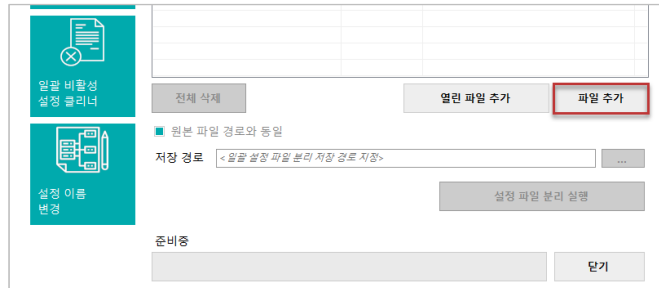 일괄 비활성
설정 클리너
전체 삭제
열린 파일 추가
파일 추가
원본 파일 경로와 동일
저장 경로
<일괄 설정 파일 분리 저장 경로 지정>
...
설정 이름
변경
설정 파일 분리 실행
준비중
닫기